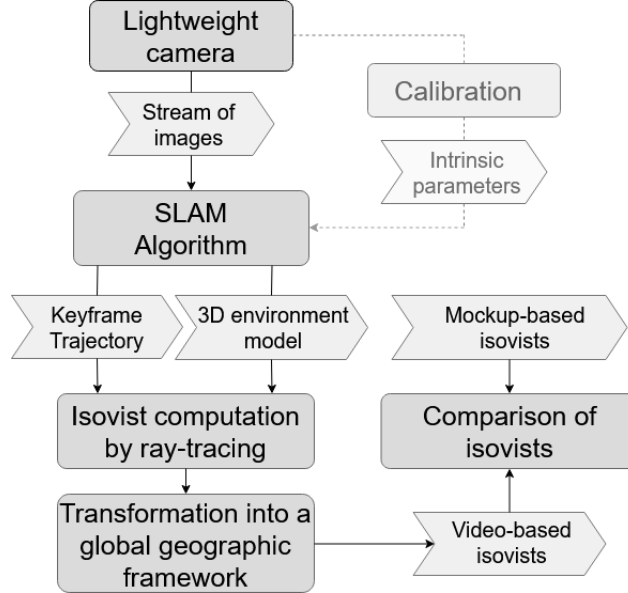 Lightweight
camera
Stream of
images
Calibration
Intrinsic
parameters
SLAM
Algorithm
Keyframe
Trajectory
3D environment
model
Mockup-based
isovists
Isovist computation
by ray-tracing
Comparison of
isovists
Transformation into a
global geographic
framework
Video-based
isovists